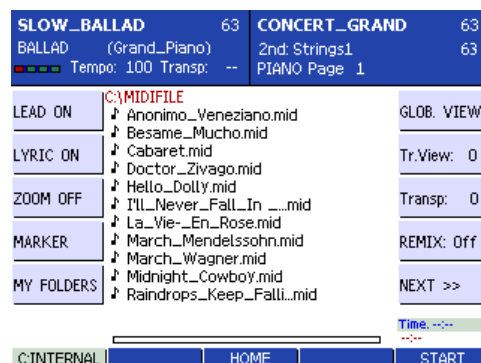 SLOW_BALLAD 63 CONCERT_GRAND 63
BALLAD (Grand_Piano) 2nd: Strings1 63
Tempo: 100 Transp: -- PIANO Page 1
C:\MIDIFILE
LEAD ON
LYRIC ON
ZOOM OFF
MARKER
MY FOLDERS
♪ Anonimo_Veneziano.mid
♪ Besame_Mucho.mid
♪ Cabaret.mid
♪ Doctor_Zivago.mid
♪ Hello_Dolly.mid
♪ I'll_Never_Fall_In_....mid
♪ La_Vie-_En_Rose.mid
♪ March_Mendelssohn.mid
♪ March_Wagner.mid
♪ Midnight_Cowboy.mid
♪ Raindrops_Keep_Falli...mid
GLOB. VIEW
Tr.View: 0
Transp: 0
REMIX: Off
NEXT >>
Time. --:--
--:--
C:INTERNAL HOME START